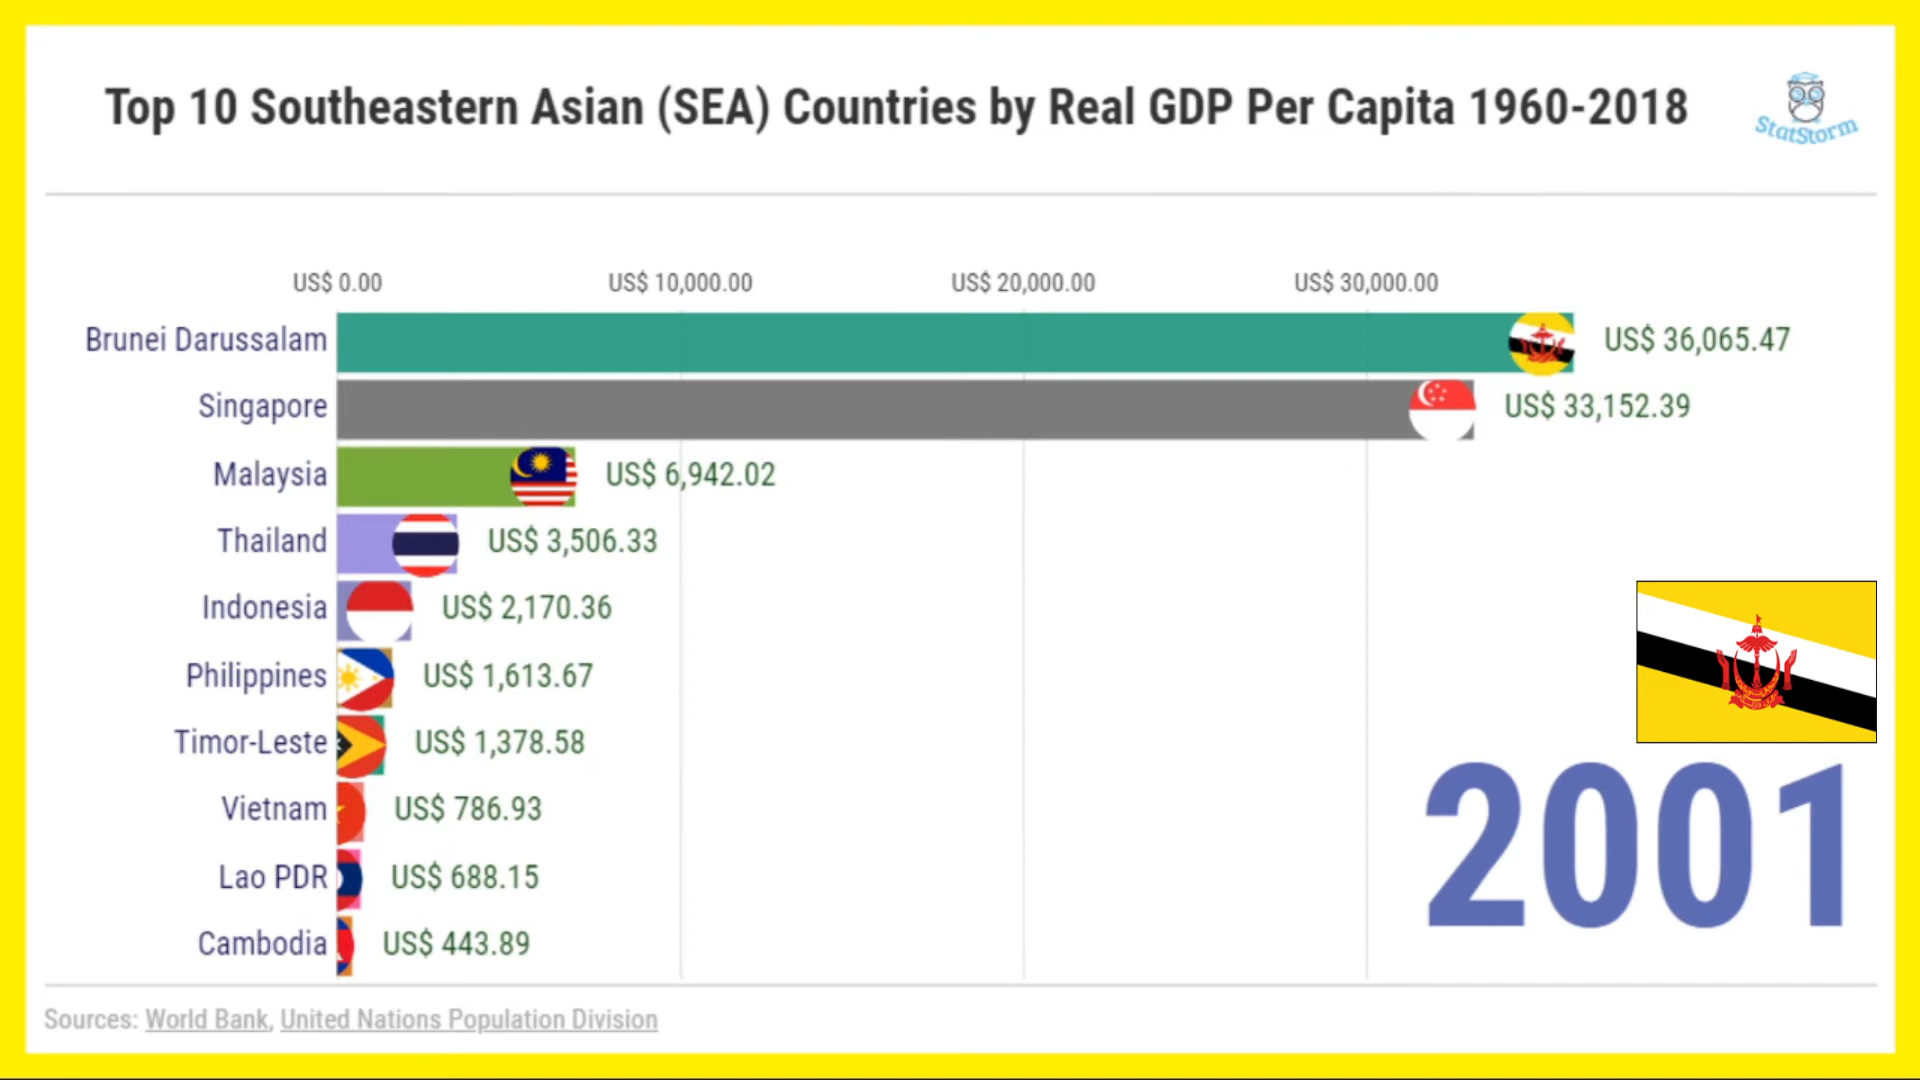 Top 10 Southeastern Asian (SEA) Countries by Real GDP Per Capita 1960-2018
StatStorm
US$ 0.00 US$ 10,000.00 US$ 20,000.00 US$ 30,000.00
Brunei Darussalam US$ 36,065.47
Singapore US$ 33,152.39
Malaysia US$ 6,942.02
Thailand US$ 3,506.33
Indonesia US$ 2,170.36
Philippines US$ 1,613.67
Timor-Leste US$ 1,378.58
Vietnam US$ 786.93
Lao PDR US$ 688.15
Cambodia US$ 443.89
2001
Sources: World Bank, United Nations Population Division